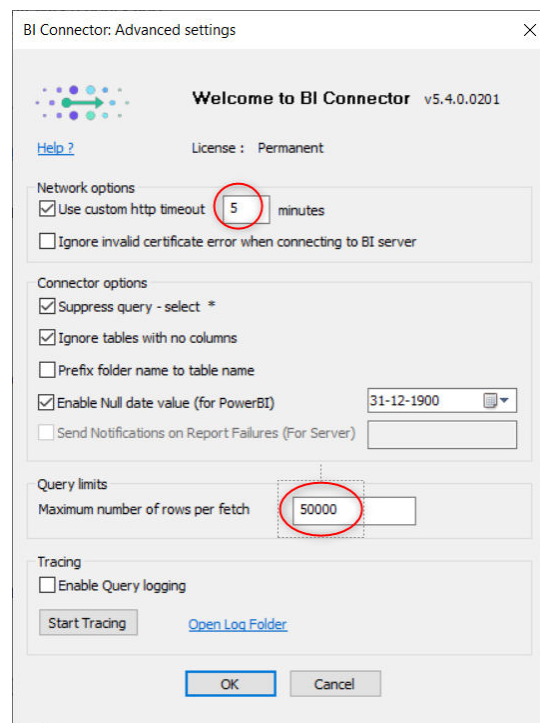 BI Connector: Advanced settings
Welcome to BI Connector v5.4.0.0201
Help ? License : Permanent
Network options
Use custom http timeout 5 minutes
Ignore invalid certificate error when connecting to BI server
Connector options
Suppress query - select *
Ignore tables with no columns
Prefix folder name to table name
Enable Null date value (for PowerBI) 31-12-1900
Send Notifications on Report Failures (For Server)
Query limits
Maximum number of rows per fetch 50000
Tracing
Enable Query logging
Start Tracing Open Log Folder
OK Cancel